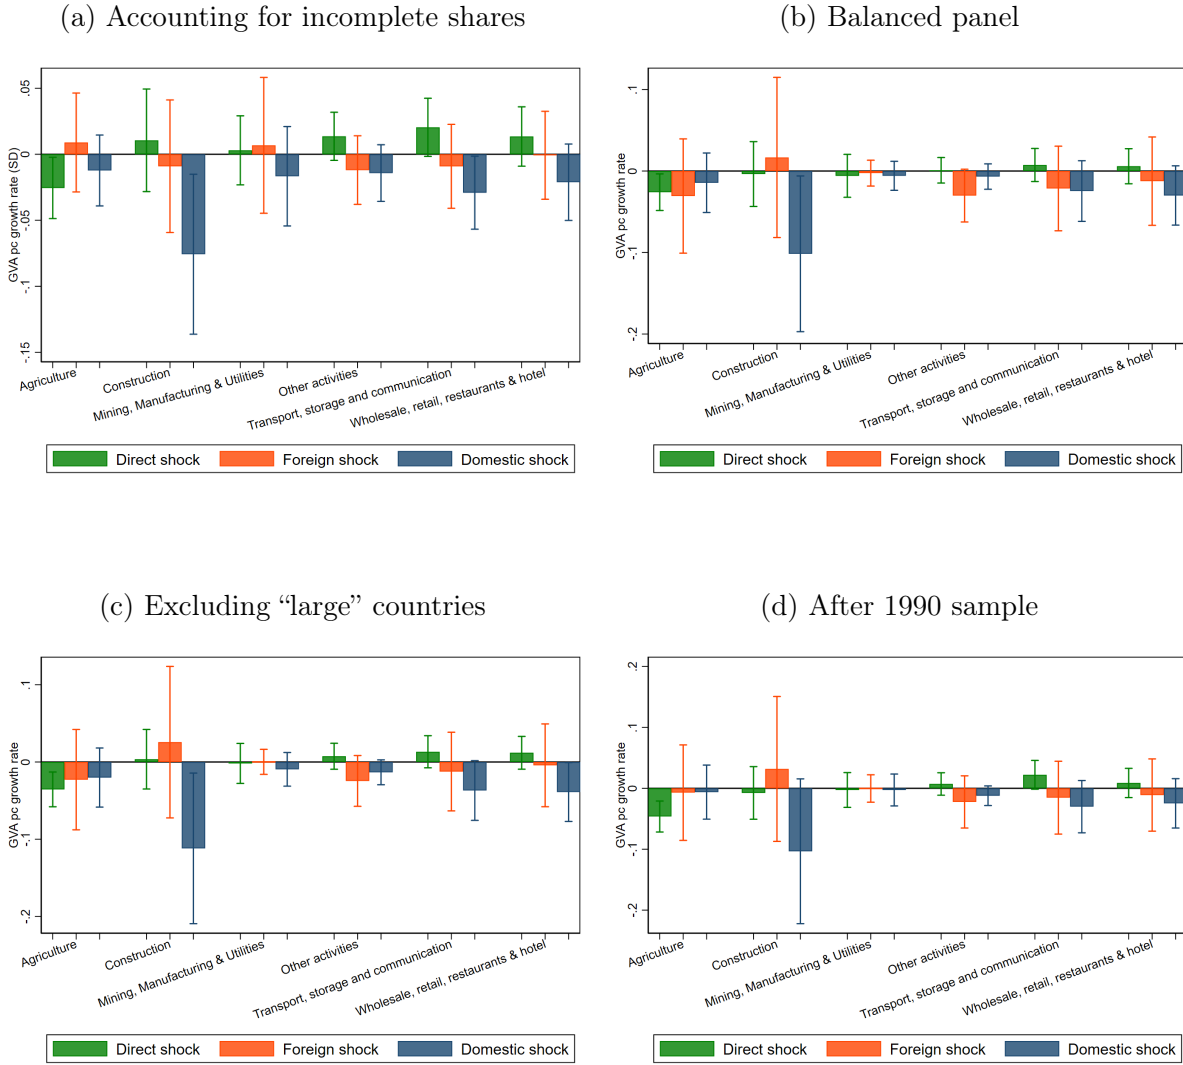 (a) Accounting for incomplete shares
GVA pc growth rate (SD)
.05
0
-.05
-.1
-.15
Agriculture
Construction
Mining, Manufacturing & Utilities
Other activities
Transport, storage and communication
Wholesale, retail, restaurants & hotel
Direct shock Foreign shock Domestic shock
(b) Balanced panel
GVA pc growth rate
.1
0
-.1
-.2
Agriculture
Construction
Mining, Manufacturing & Utilities
Other activities
Transport, storage and communication
Wholesale, retail, restaurants & hotel
Direct shock Foreign shock Domestic shock
(c) Excluding “large” countries
GVA pc growth rate
.1
0
-.1
-.2
Agriculture
Construction
Mining, Manufacturing & Utilities
Other activities
Transport, storage and communication
Wholesale, retail, restaurants & hotel
Direct shock Foreign shock Domestic shock
(d) After 1990 sample
GVA pc growth rate
.2
.1
0
-.1
-.2
Agriculture
Construction
Mining, Manufacturing & Utilities
Other activities
Transport, storage and communication
Wholesale, retail, restaurants & hotel
Direct shock Foreign shock Domestic shock